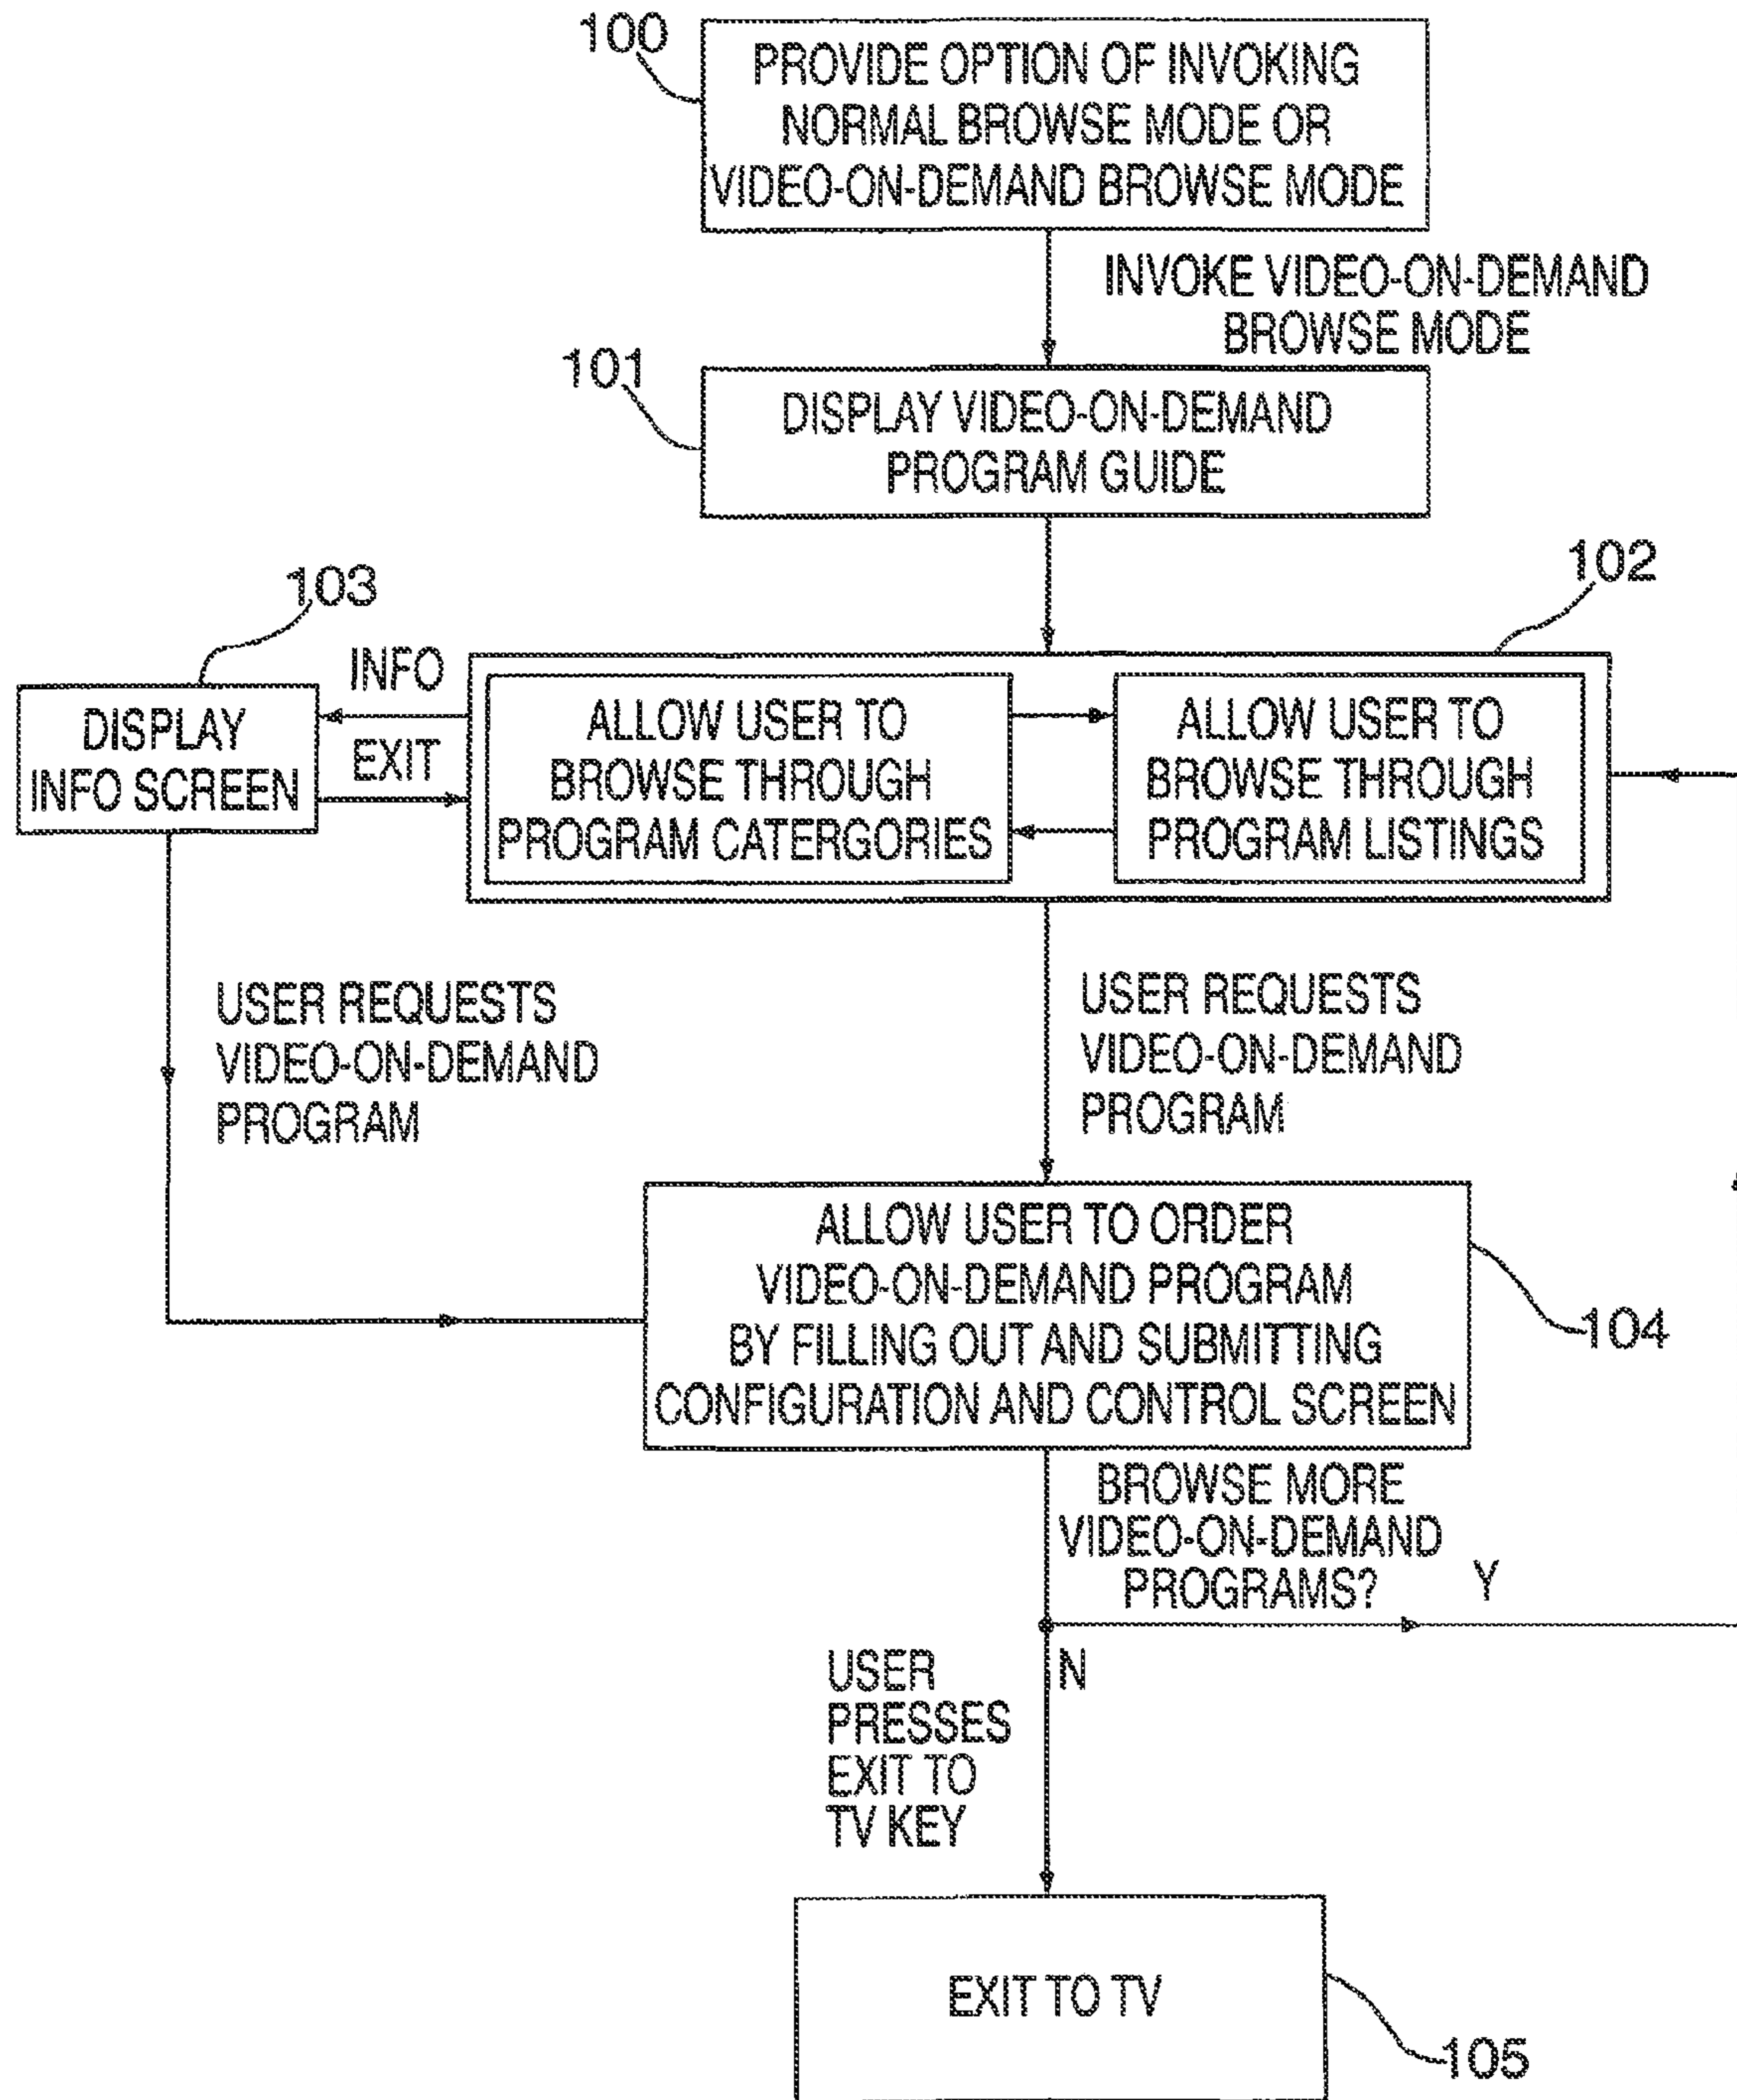 100
PROVIDE OPTION OF INVOKING
NORMAL BROWSE MODE OR
VIDEO-ON-DEMAND BROWSE MODE
INVOKE VIDEO-ON-DEMAND
BROWSE MODE
101
DISPLAY VIDEO-ON-DEMAND
PROGRAM GUIDE
102
103
INFO
EXIT
DISPLAY
INFO SCREEN
ALLOW USER TO
BROWSE THROUGH
PROGRAM CATERGORIES
ALLOW USER TO
BROWSE THROUGH
PROGRAM LISTINGS
USER REQUESTS
VIDEO-ON-DEMAND
PROGRAM
USER REQUESTS
VIDEO-ON-DEMAND
PROGRAM
ALLOW USER TO ORDER
VIDEO-ON-DEMAND PROGRAM
BY FILLING OUT AND SUBMITTING
CONFIGURATION AND CONTROL SCREEN
104
BROWSE MORE
VIDEO-ON-DEMAND
PROGRAMS?
Y
N
USER
PRESSES
EXIT TO
TV KEY
EXIT TO TV
105